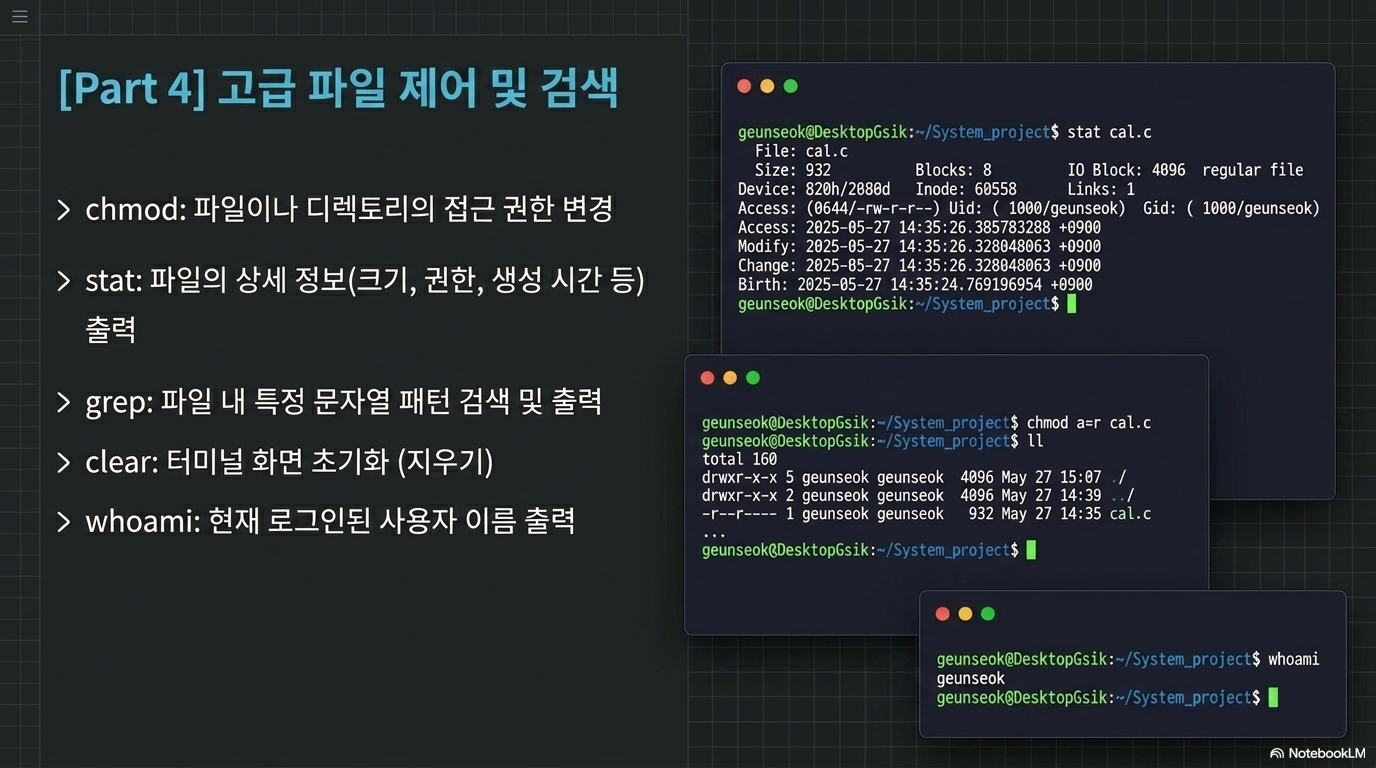 [Part 4] 고급 파일 제어 및 검색
> chmod: 파일이나 디렉토리의 접근 권한 변경
> stat: 파일의 상세 정보(크기, 권한, 생성 시간 등)
출력
> grep: 파일 내 특정 문자열 패턴 검색 및 출력
> clear: 터미널 화면 초기화 (지우기)
> whoami: 현재 로그인된 사용자 이름 출력
geunseok@DesktopGsik:~/System_project$ stat cal.c
File: cal.c
Size: 932 Blocks: 8 IO Block: 4096 regular file
Device: 820h/2080d Inode: 60558 Links: 1
Access: (0644/-rw-r-r--) Uid: ( 1000/geunseok) Gid: ( 1000/geunseok)
Access: 2025-05-27 14:35:26.385783288 +0900
Modify: 2025-05-27 14:35:26.328048063 +0900
Change: 2025-05-27 14:35:26.328048063 +0900
Birth: 2025-05-27 14:35:24.769196954 +0900
geunseok@DesktopGsik:~/System_project$
geunseok@DesktopGsik:~/System_project$ chmod a=r cal.c
geunseok@DesktopGsik:~/System_project$ ll
total 160
drwxr-x-x 5 geunseok geunseok 4096 May 27 15:07 ./
drwxr-x-x 2 geunseok geunseok 4096 May 27 14:39 ../
-r--r---- 1 geunseok geunseok 932 May 27 14:35 cal.c
...
geunseok@DesktopGsik:~/System_project$
geunseok@DesktopGsik:~/System_project$ whoami
geunseok
geunseok@DesktopGsik:~/System_project$
NotebookLM